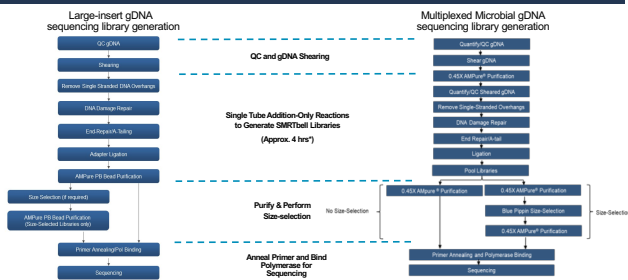 Large-insert gDNA
sequencing library generation
QC gDNA
Shearing
Remove Single Stranded DNA Overhangs
DNA Damage Repair
End-Repair/A-Tailing
Adapter Ligation
AMPure PB Bead Purification
Size Selection (if required)
AMPure PB Bead Purification
(Size-Selected Libraries only)
Primer Annealing/Pol Binding
Sequencing
QC and gDNA Shearing
Single Tube Addition-Only Reactions
to Generate SMRTbell Libraries
(Approx. 4 hrs*)
Purify & Perform
Size-selection
Anneal Primer and Bind
Polymerase for
Sequencing
Multiplexed Microbial gDNA
sequencing library generation
Quantify/QC gDNA
Shear gDNA
0.45X AMPure® Purification
Quantify/QC Sheared gDNA
Remove Single-Stranded Overhangs
DNA Damage Repair
End Repair/A-tail
Ligation
Pool Libraries
No Size-Selection
0.45X AMpure® Purification
0.45X AMPure® Purification
Blue Pippin Size-Selection
0.45X AMPure® Purification
Size-Selection
Primer Annealing and Polymerase Binding
Sequencing